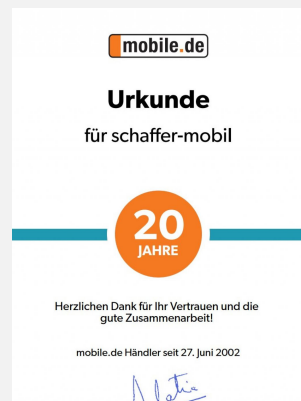 mobile.de
Urkunde
für schaffer-mobil
20
JAHRE
Herzlichen Dank für Ihr Vertrauen und die
gute Zusammenarbeit!
mobile.de Händler seit 27. Juni 2002